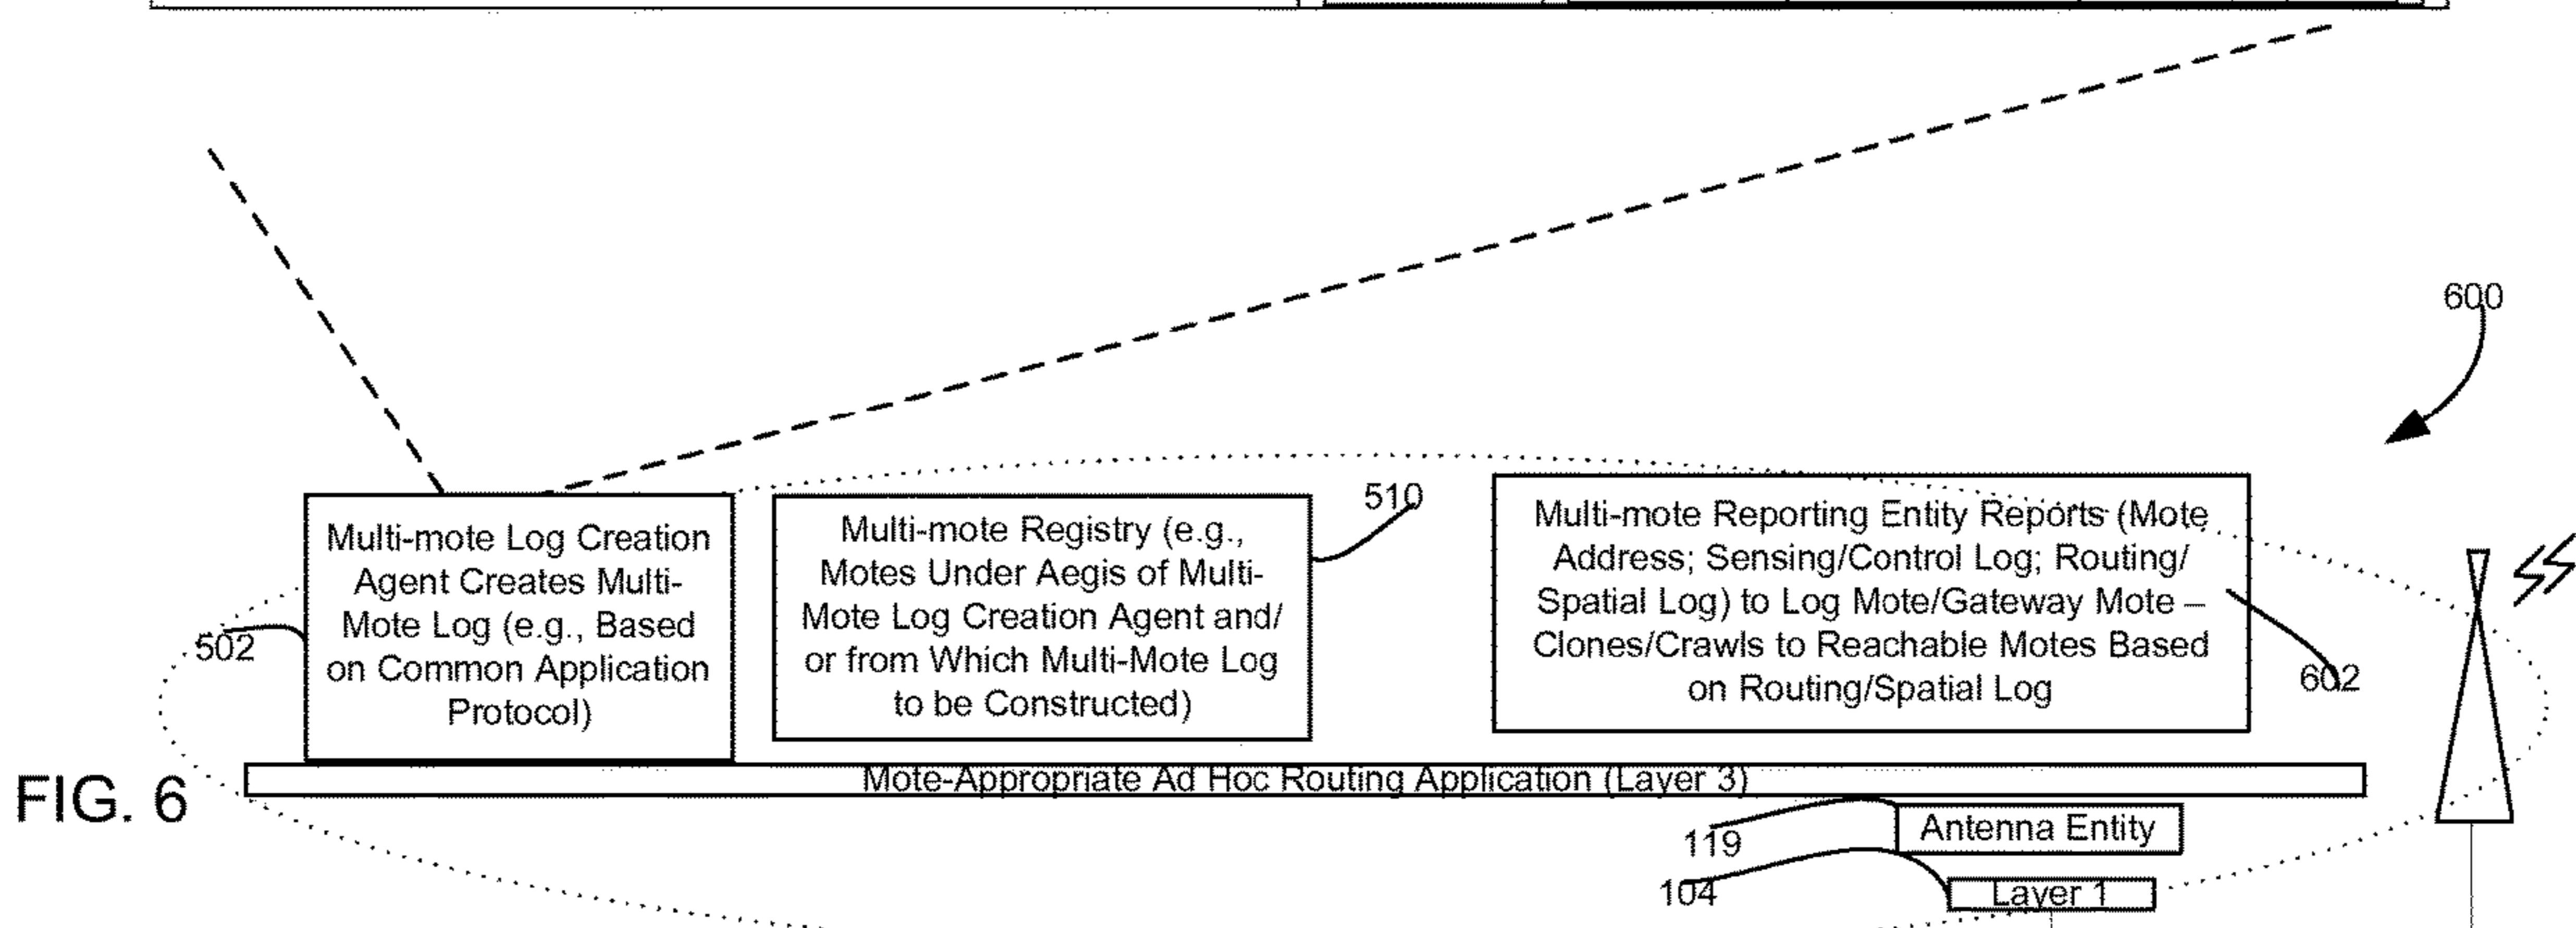 600
Multi-mote Log Creation
Agent Creates Multi-
Mote Log (e.g., Based
on Common Application
Protocol)
502
Multi-mote Registry (e.g.,
Motes Under Aegis of Multi-
Mote Log Creation Agent and/
or from Which Multi-Mote Log
to be Constructed)
510
Multi-mote Reporting Entity Reports (Mote
Address; Sensing/Control Log; Routing/
Spatial Log) to Log Mote/Gateway Mote –
Clones/Crawls to Reachable Motes Based
on Routing/Spatial Log
602
Mote-Appropriate Ad Hoc Routing Application (Layer 3)
FIG. 6
Antenna Entity
119
Layer 1
104